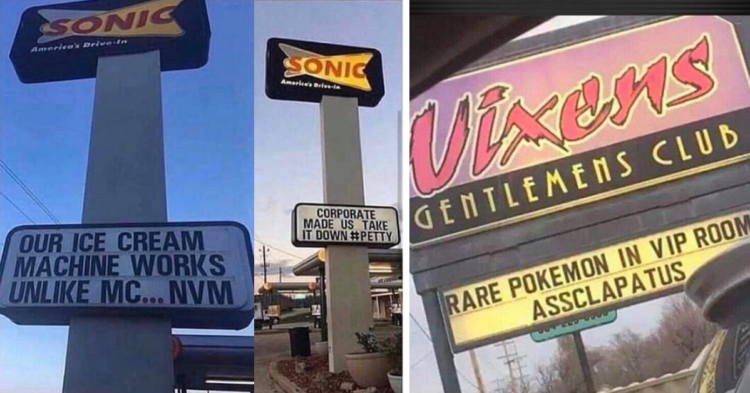 SONIC
America's Drive-In
OUR ICE CREAM
MACHINE WORKS
UNLIKE MC... NVM
SONIC
America's Drive-In
CORPORATE
MADE US TAKE
IT DOWN #PETTY
Vixens
GENTLEMENS CLUB
RARE POKEMON IN VIP ROOM
ASSCLAPATUS